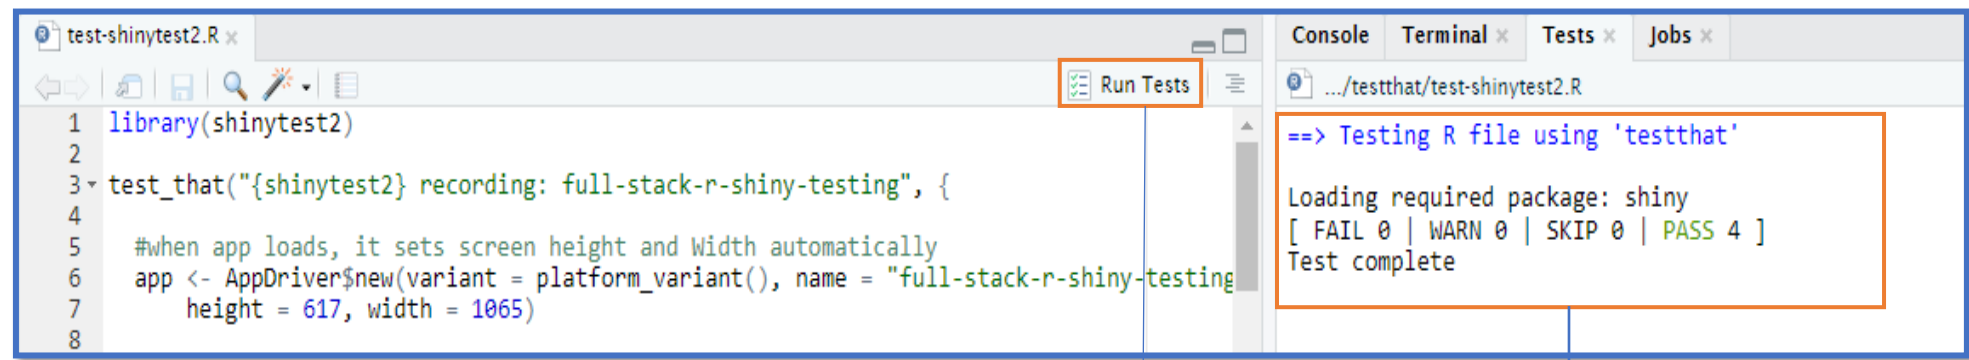 test-shinytest2.R
Run Tests
1 library(shinytest2)
2
3 test_that("{shinytest2} recording: full-stack-r-shiny-testing", {
4
5 #when app loads, it sets screen height and Width automatically
6 app <- AppDriver$new(variant = platform_variant(), name = "full-stack-r-shiny-testing
7 height = 617, width = 1065)
8
Console Terminal Tests Jobs
.../testthat/test-shinytest2.R
==> Testing R file using 'testthat'
Loading required package: shiny
[ FAIL 0 | WARN 0 | SKIP 0 | PASS 4 ]
Test complete